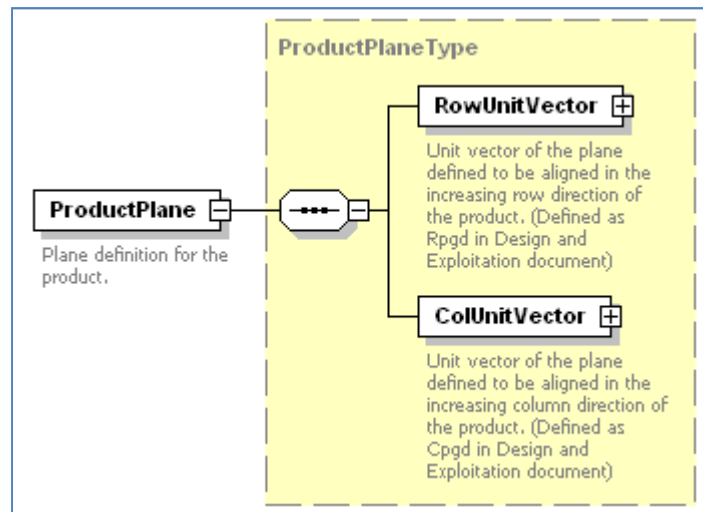 ProductPlaneType
RowUnitVector
Unit vector of the plane
defined to be aligned in the
increasing row direction of
the product. (Defined as
Rpgd in Design and
Exploitation document)
ProductPlane
Plane definition for the
product.
ColUnitVector
Unit vector of the plane
defined to be aligned in the
increasing column direction of
the product. (Defined as
Cpgd in Design and
Exploitation document)